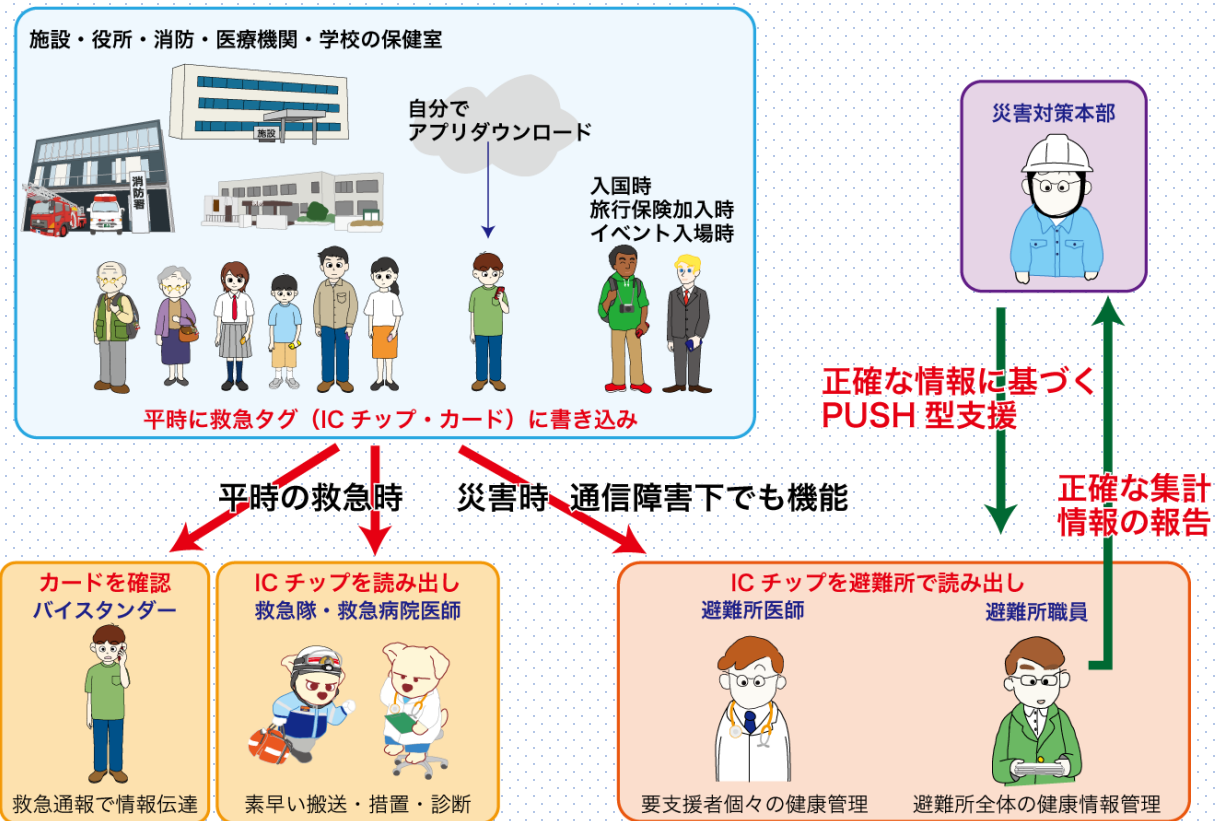 施設・役所・消防・医療機関・学校の保健室
施設
消防署
自分で
アプリダウンロード
入国時
旅行保険加入時
イベント入場時
平時に救急タグ（IC チップ・カード）に書き込み
災害対策本部
正確な情報に基づく
PUSH 型支援
正確な集計
情報の報告
平時の救急時
災害時 通信障害下でも機能
カードを確認
バイスタンダー
救急通報で情報伝達
IC チップを読み出し
救急隊・救急病院医師
素早い搬送・措置・診断
IC チップを避難所で読み出し
避難所医師
避難所職員
要支援者個々の健康管理
避難所全体の健康情報管理